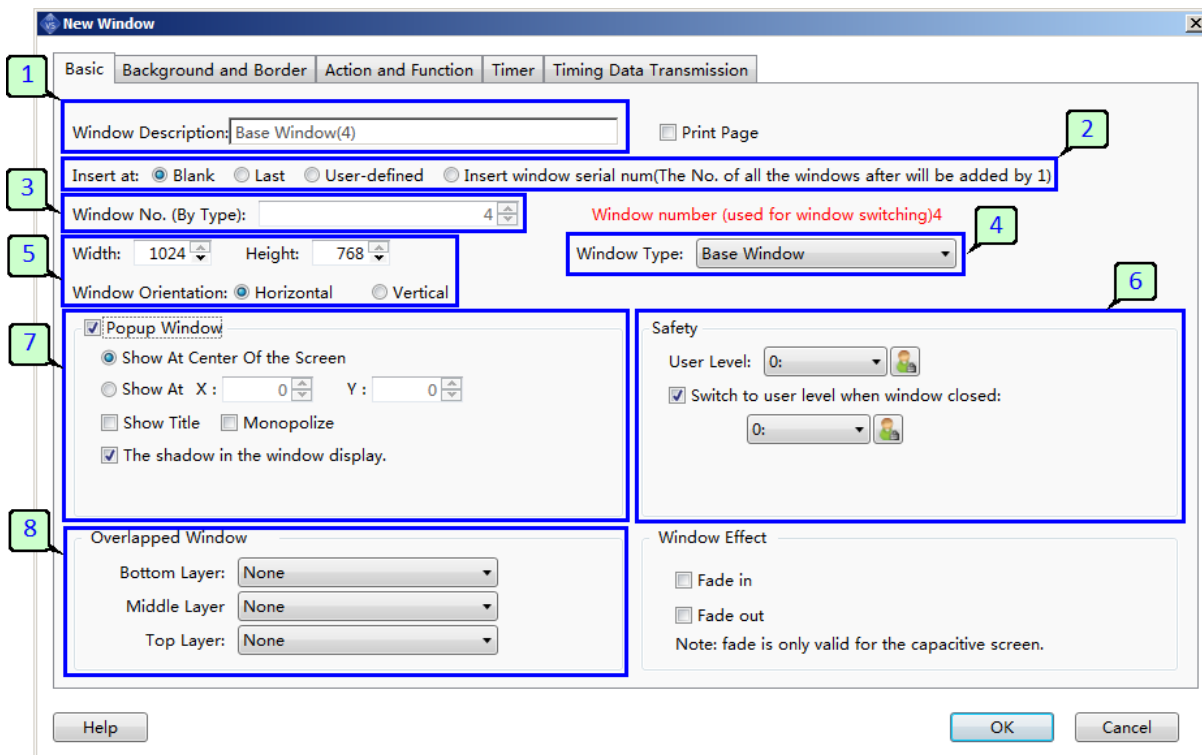 New Window
1
Basic Background and Border Action and Function Timer Timing Data Transmission
Window Description: Base Window(4) Print Page
2
Insert at: Blank Last User-defined Insert window serial num(The No. of all the windows after will be added by 1)
3
Window No. (By Type): 4 Window number (used for window switching)4
4
5
Width: 1024 Height: 768 Window Type: Base Window
Window Orientation: Horizontal Vertical
6
7
Popup Window
Show At Center Of the Screen
Show At X : 0 Y : 0
Show Title Monopolize
The shadow in the window display.
Safety
User Level: 0:
Switch to user level when window closed:
0:
8
Overlapped Window
Bottom Layer: None
Middle Layer None
Top Layer: None
Window Effect
Fade in
Fade out
Note: fade is only valid for the capacitive screen.
Help OK Cancel